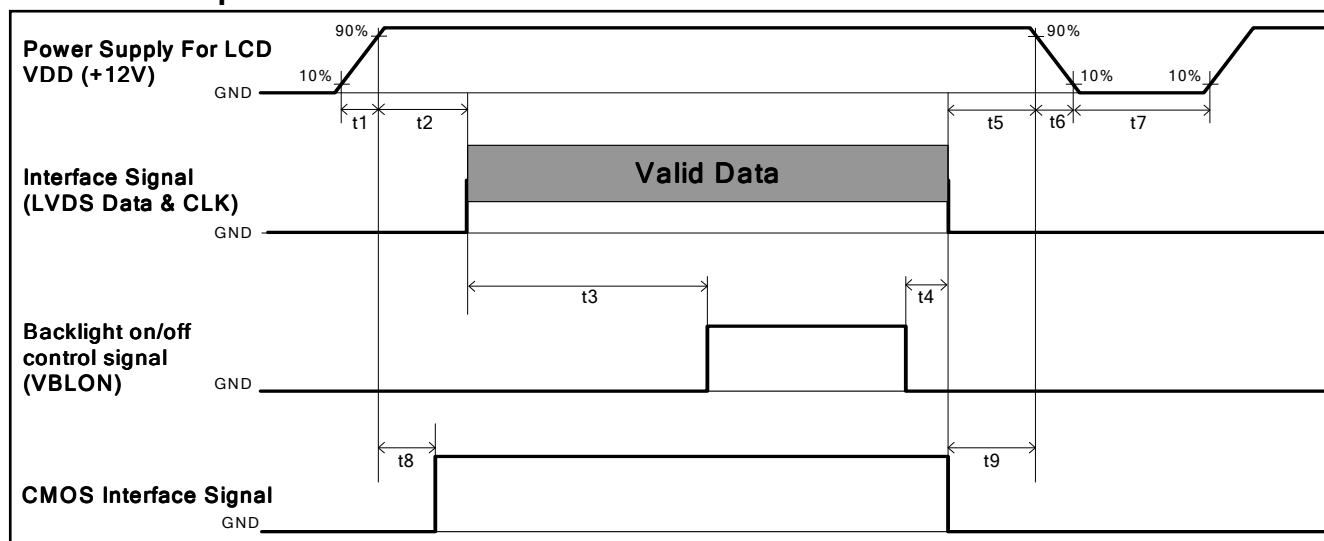 90%
90%
Power Supply For LCD
VDD (+12V)
10%
10%
10%
GND
t1
t2
t5
t6
t7
Valid Data
Interface Signal
(LVDS Data & CLK)
GND
t3
t4
Backlight on/off
control signal
(VBLON)
GND
t8
t9
CMOS Interface Signal
GND